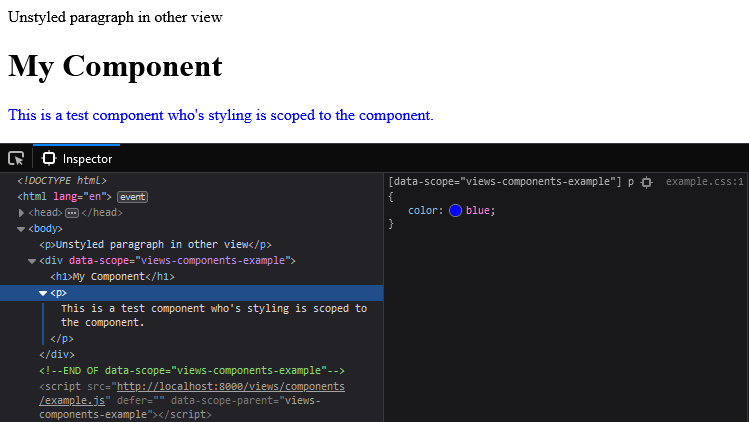 Unstyled paragraph in other view
My Component
This is a test component who's styling is scoped to the component.
Inspector
<!DOCTYPE html>
<html lang="en"> event
<head> ••• </head>
<body>
<p>Unstyled paragraph in other view</p>
<div data-scope="views-components-example">
<h1>My Component</h1>
<p>
This is a test component who's styling is scoped to
the component.
</p>
</div>
<!--END OF data-scope="views-components-example"-->
<script src="http://localhost:8000/views/components
/example.js" defer="" data-scope-parent="views-
components-example"></script>
[data-scope="views-components-example"] p example.css:1
{
color: blue;
}